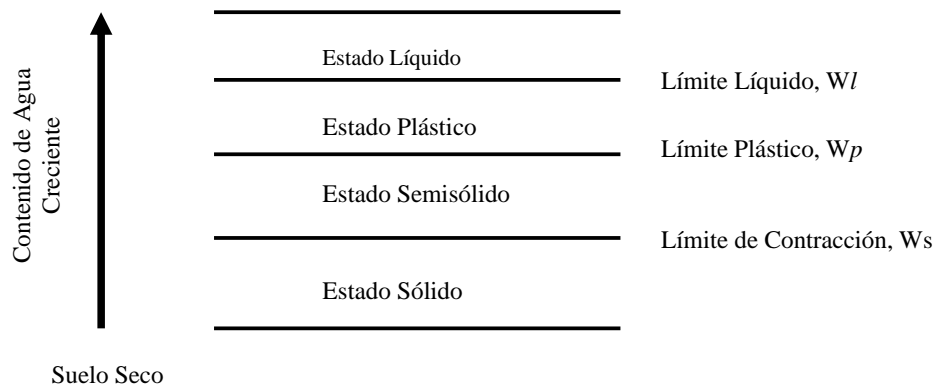 Estado Líquido
Límite Líquido, Wl
Estado Plástico
Límite Plástico, Wp
Estado Semisólido
Límite de Contracción, Ws
Estado Sólido
Contenido de Agua
Creciente
Suelo Seco